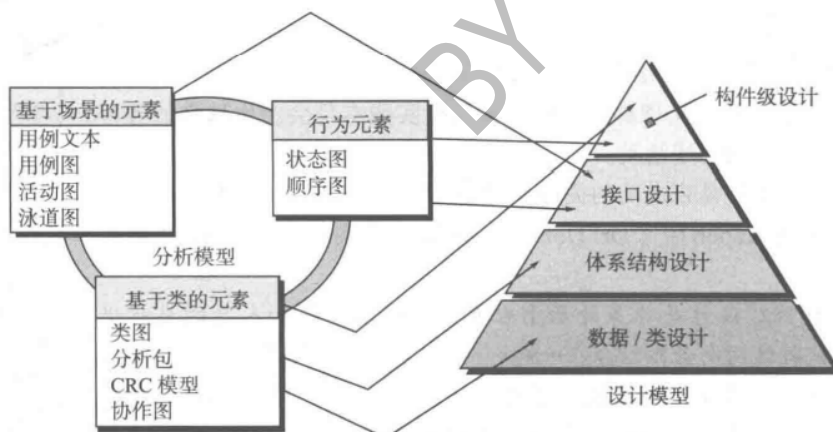 BY
基于场景的元素
用例文本
用例图
活动图
泳道图
行为元素
状态图
顺序图
分析模型
基于类的元素
类图
分析包
CRC 模型
协作图
构件级设计
接口设计
体系结构设计
数据 / 类设计
设计模型